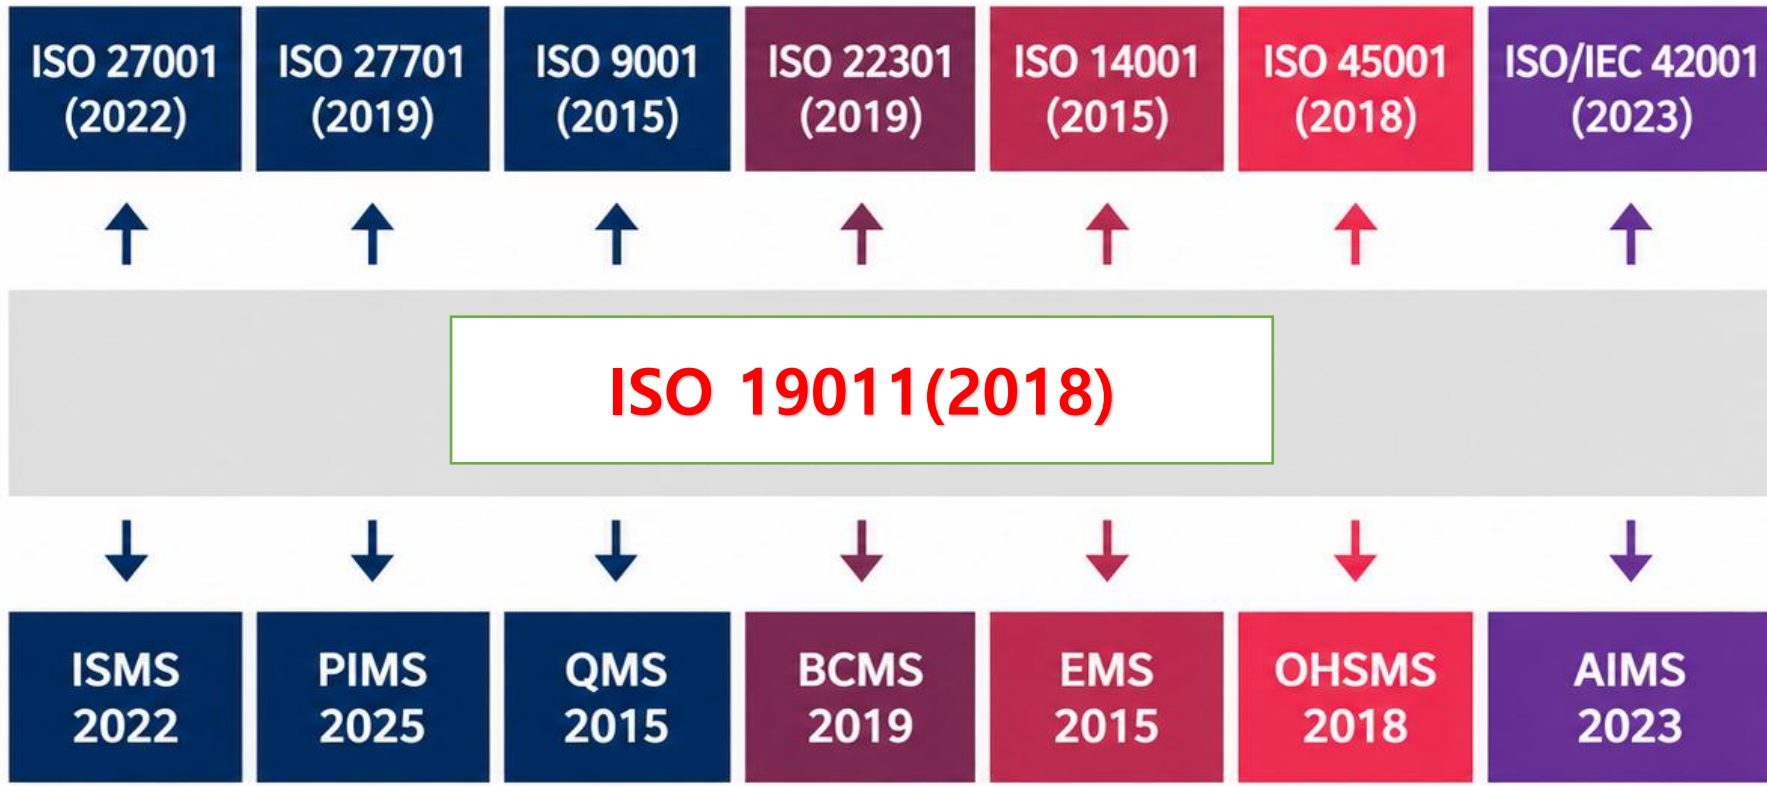 ISO 27001
(2022)
ISO 27701
(2019)
ISO 9001
(2015)
ISO 22301
(2019)
ISO 14001
(2015)
ISO 45001
(2018)
ISO/IEC 42001
(2023)
ISO 19011(2018)
ISMS
2022
PIMS
2025
QMS
2015
BCMS
2019
EMS
2015
OHSMS
2018
AIMS
2023